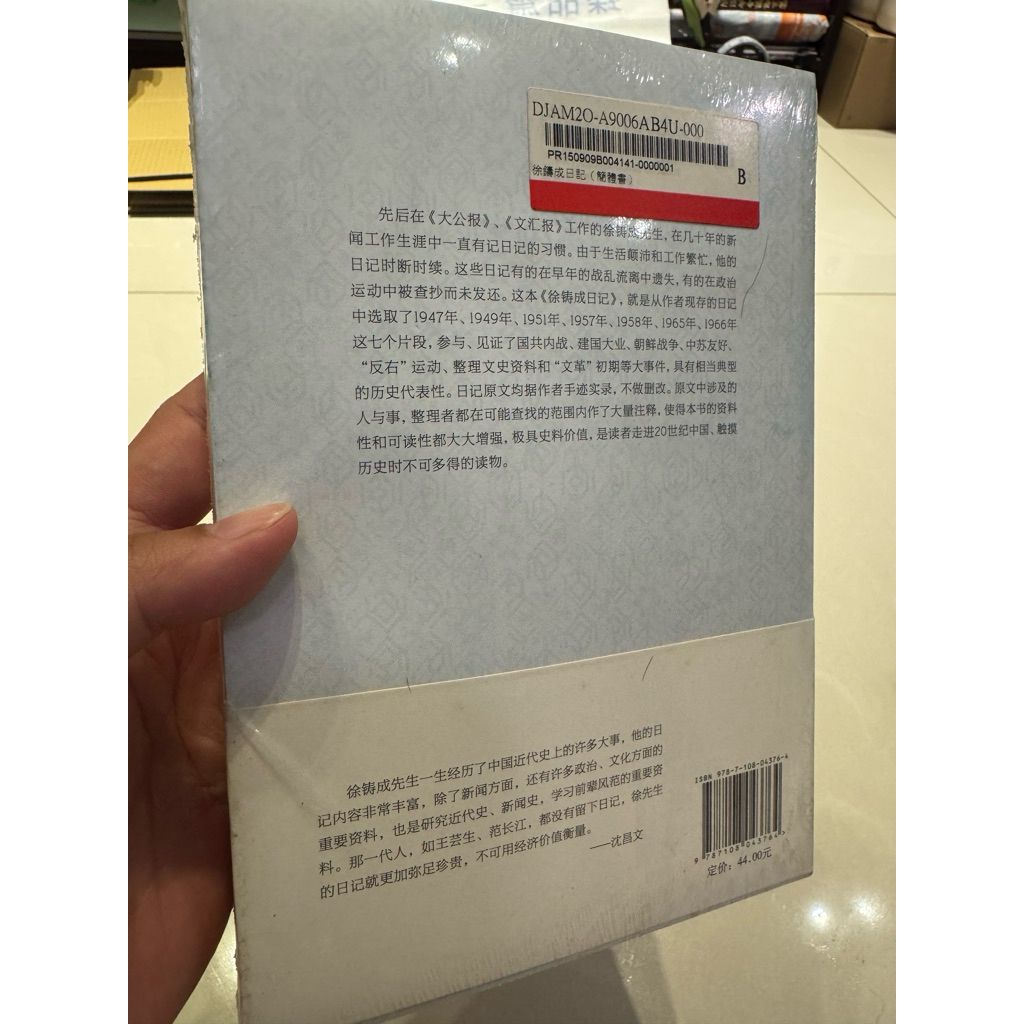 DJAM2O-A9006AB4U-000
PR150909B004141-0000001
徐鑄成日記（簡體書）
B
先后在《大公报》、《文汇报》工作的徐铸成先生，在几十年的新
闻工作生涯中一直有记日记的习惯。由于生活颠沛和工作繁忙，他的
日记时断时续。这些日记有的在早年的战乱流离中遗失，有的在政治
运动中被查抄而未发还。这本《徐铸成日记》，就是从作者现存的日记
中选取了1947年、1949年、1951年、1957年、1958年、1965年、1966年
这七个片段，参与、见证了国共内战、建国大业、朝鲜战争、中苏友好、
“反右”运动、整理文史资料和“文革”初期等大事件，具有相当典型
的历史代表性。日记原文均据作者手迹实录，不做删改。原文中涉及的
人与事，整理者都在可能查找的范围内作了大量注释，使得本书的资料
性和可读性都大大增强，极具史料价值，是读者走进20世纪中国、触摸
历史时不可多得的读物。
徐铸成先生一生经历了中国近代史上的许多大事，他的日
记内容非常丰富，除了新闻方面，还有许多政治、文化方面的
重要资料，也是研究近代史、新闻史，学习前辈风范的重要资
料。那一代人，如王芸生、范长江，都没有留下日记，徐先生
的日记就更加弥足珍贵，不可用经济价值衡量。
——沈昌文
ISBN 978-7-108-04376-4
9 787108 043764>
定价：44.00元